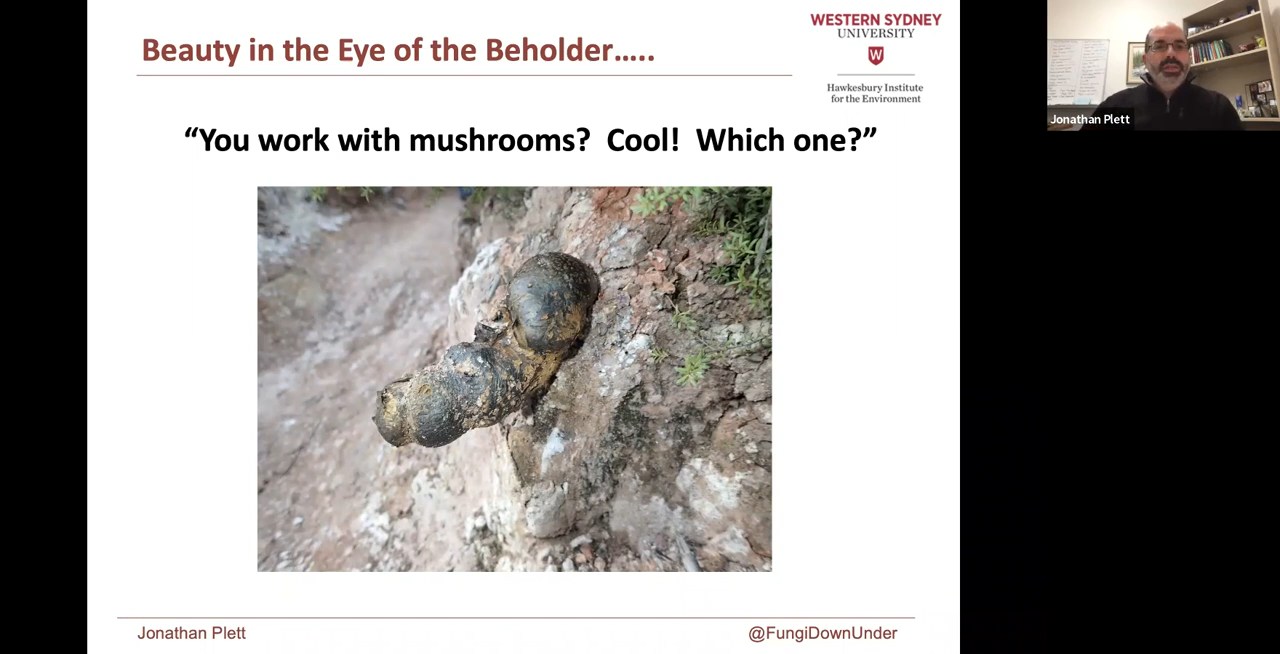 Beauty in the Eye of the Beholder.....
WESTERN SYDNEY
UNIVERSITY
W
Hawkesbury Institute
for the Environment
“You work with mushrooms?  Cool!  Which one?”
Jonathan Plett
Jonathan Plett
@FungiDownUnder